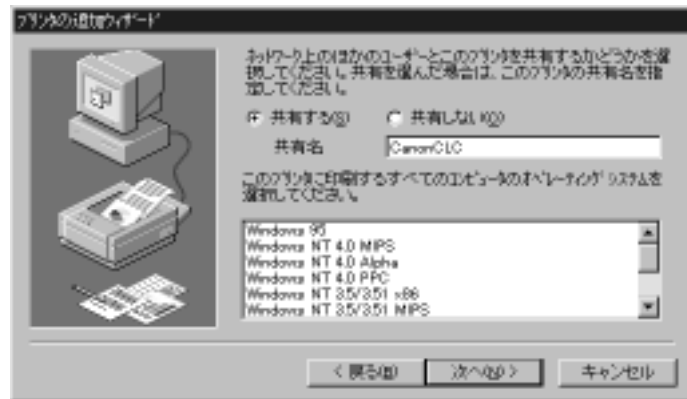 プリンタの追加ウィザード
ネットワーク上のほかのユーザーとこのプリンタを共有するかどうかを選
択してください。共有を選んだ場合は、このプリンタの共有名を指
定してください。
共有する(S) 共有しない(O)
共有名 CanonCLC
このプリンタに印刷するすべてのコンピュータのオペレーティング システムを
選択してください。
Windows 95
Windows NT 4.0 MIPS
Windows NT 4.0 Alpha
Windows NT 4.0 PPC
Windows NT 3.5/3.51 x86
Windows NT 3.5/3.51 MIPS
< 戻る(B) 次へ(N) > キャンセル